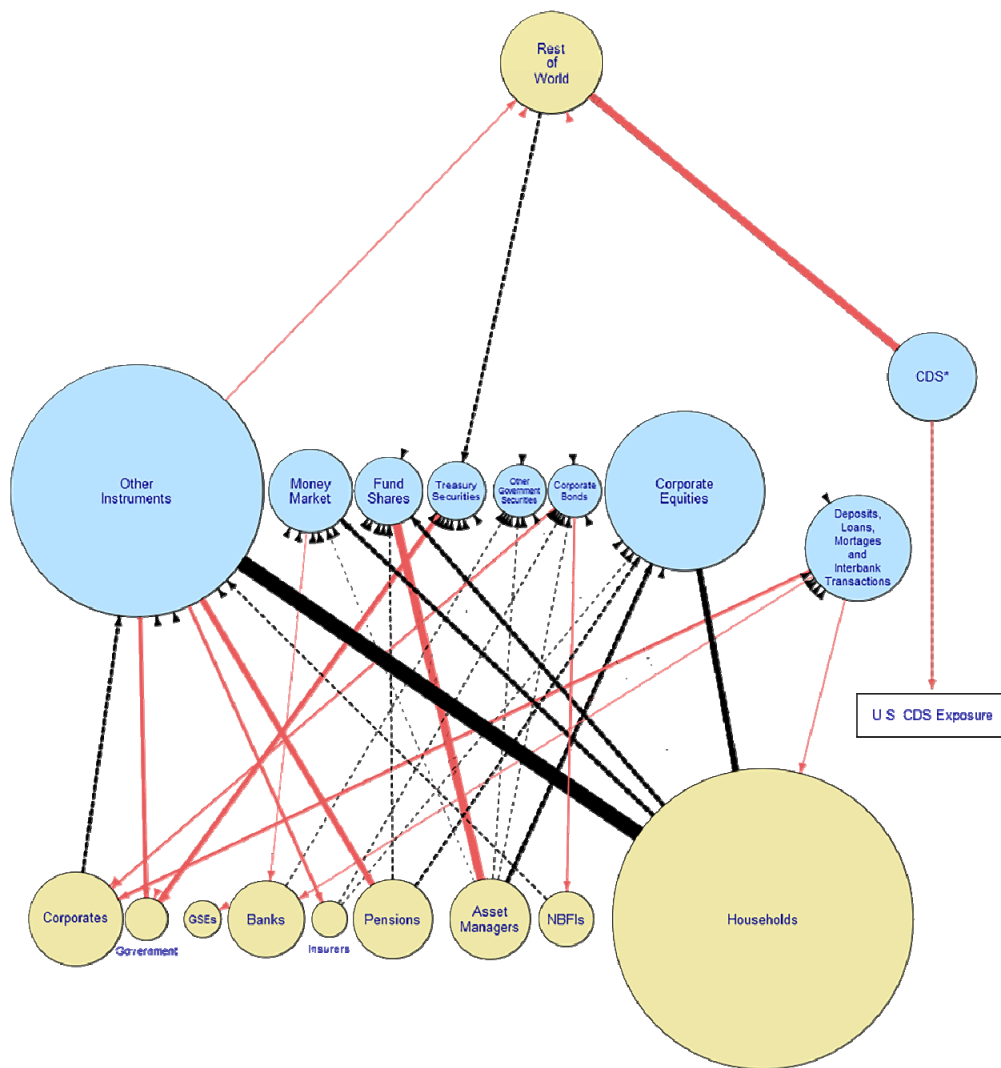 Rest
of
World
CDS*
Other
Instruments
Money
Market
Fund
Shares
Treasury
Securities
Other
Government
Securities
Corporate
Bonds
Corporate
Equities
Deposits,
Loans,
Mortages
and
Interbank
Transactions
U.S CDS Exposure
Corporates
Government
GSEs
Banks
Insurers
Pensions
Asset
Managers
NBFIs
Households